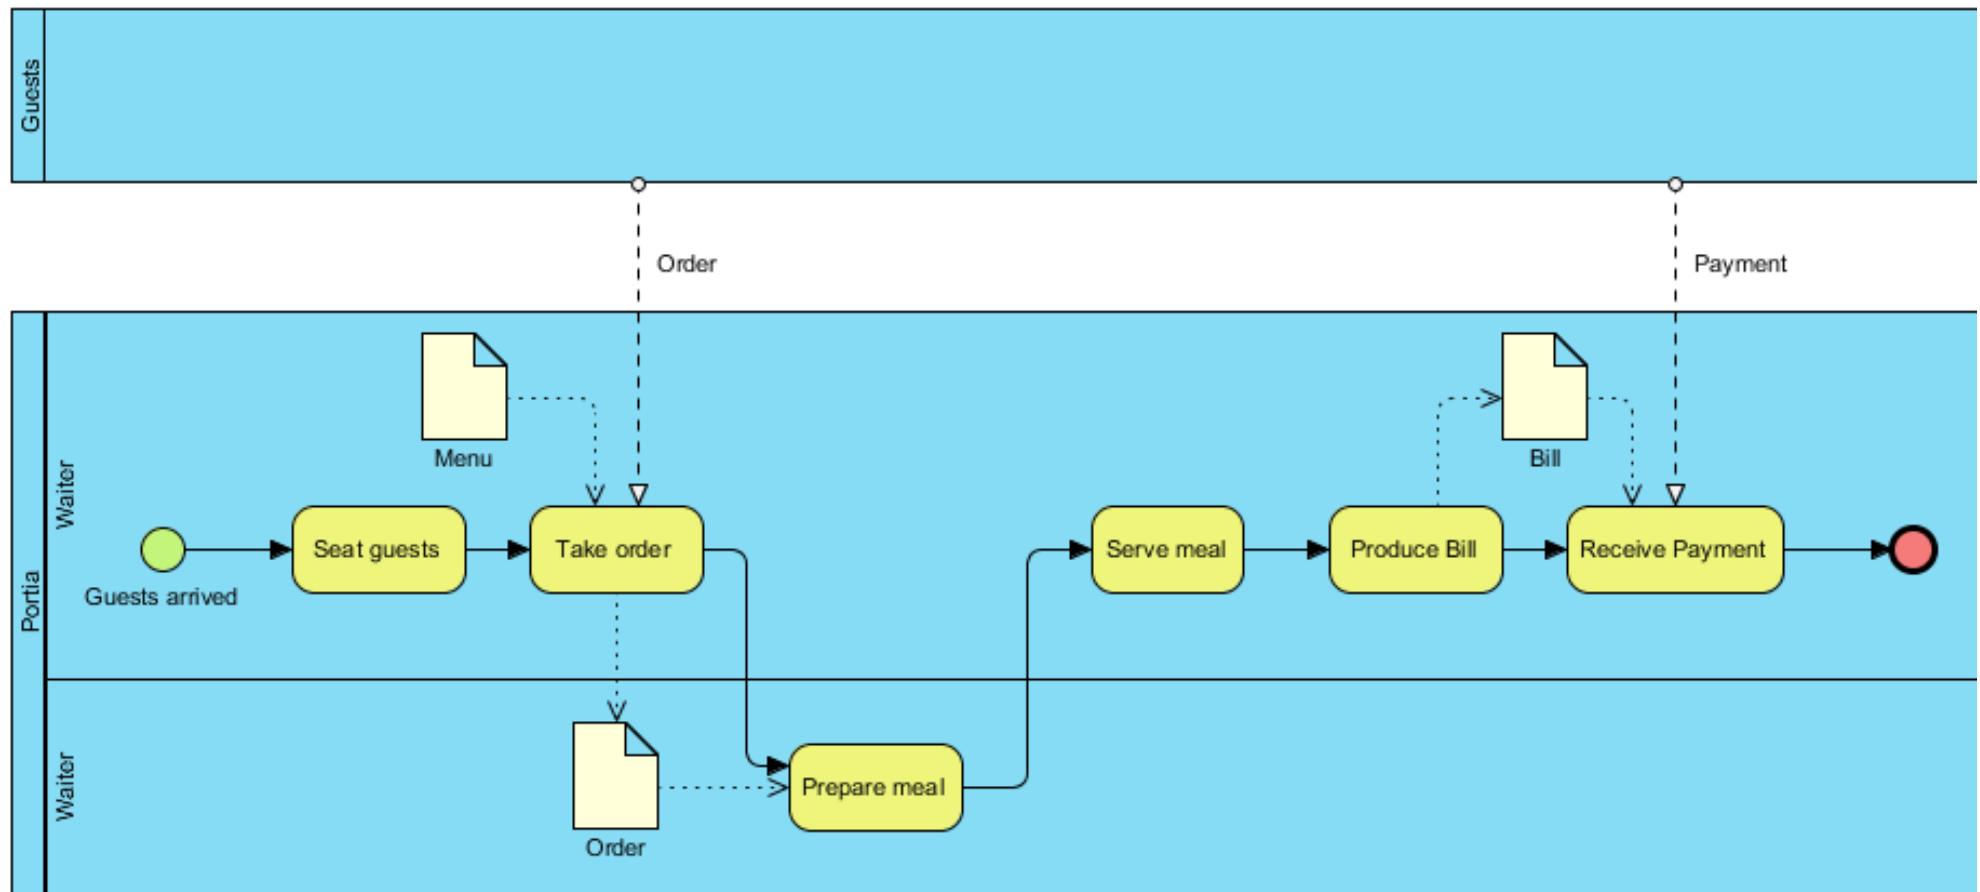 Guests
Order
Payment
Portia
Waiter
Menu
Bill
Guests arrived
Seat guests
Take order
Serve meal
Produce Bill
Receive Payment
Waiter
Order
Prepare meal